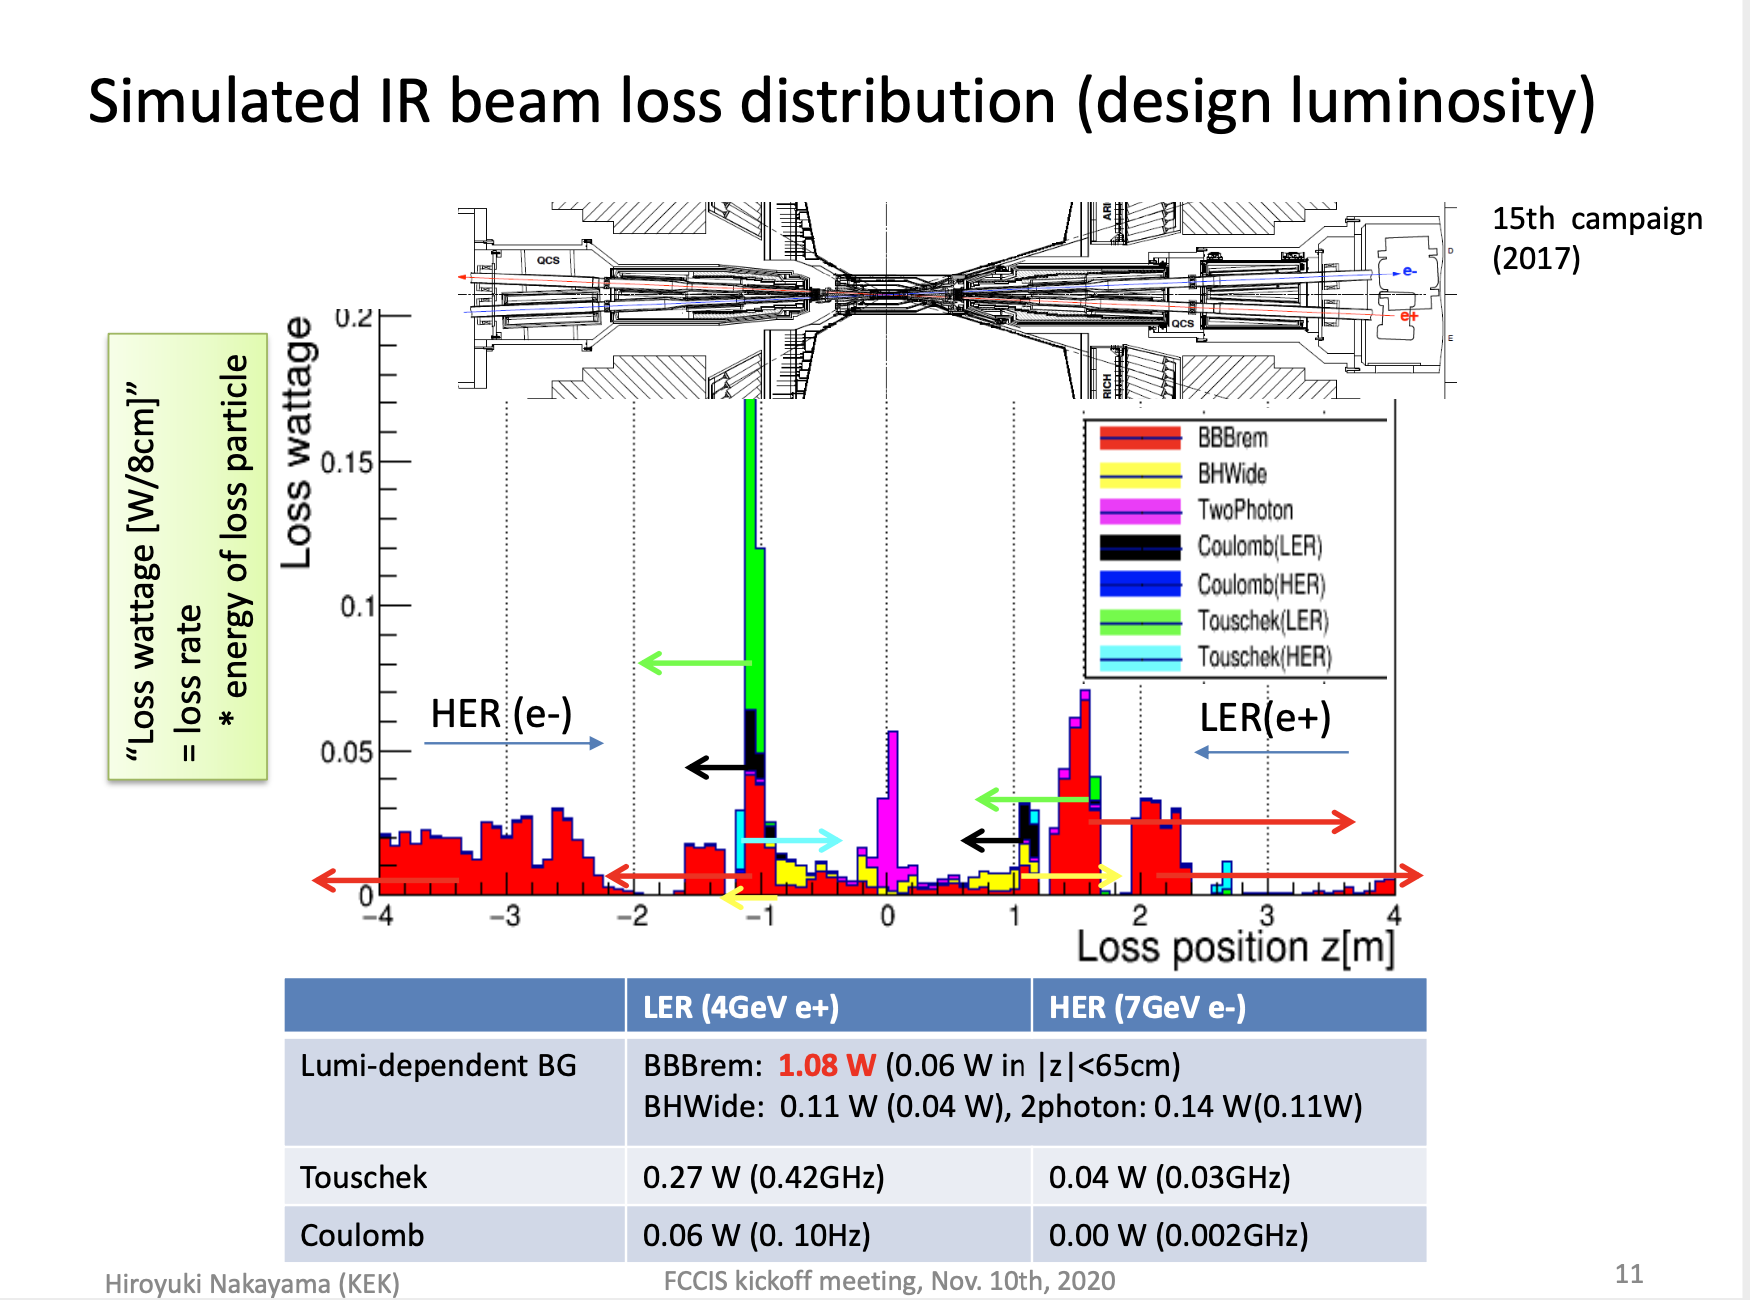 Simulated IR beam loss distribution (design luminosity)
15th campaign
(2017)
QCS
ARI
e-
e+
QCS
RICH
D
E
“Loss wattage [W/8cm]”
= loss rate
* energy of loss particle
Loss wattage
0.2
0.15
0.1
0.05
0
BBBrem
BHWide
TwoPhoton
Coulomb(LER)
Coulomb(HER)
Touschek(LER)
Touschek(HER)
HER (e-)
LER(e+)
−4 −3 −2 −1 0 1 2 3 4
Loss position z[m]
LER (4GeV e+) HER (7GeV e-)
Lumi-dependent BG BBBrem: 1.08 W (0.06 W in |z|<65cm)
BHWide: 0.11 W (0.04 W), 2photon: 0.14 W(0.11W)
Touschek 0.27 W (0.42GHz) 0.04 W (0.03GHz)
Coulomb 0.06 W (0. 10Hz) 0.00 W (0.002GHz)
Hiroyuki Nakayama (KEK) FCCIS kickoff meeting, Nov. 10th, 2020 11